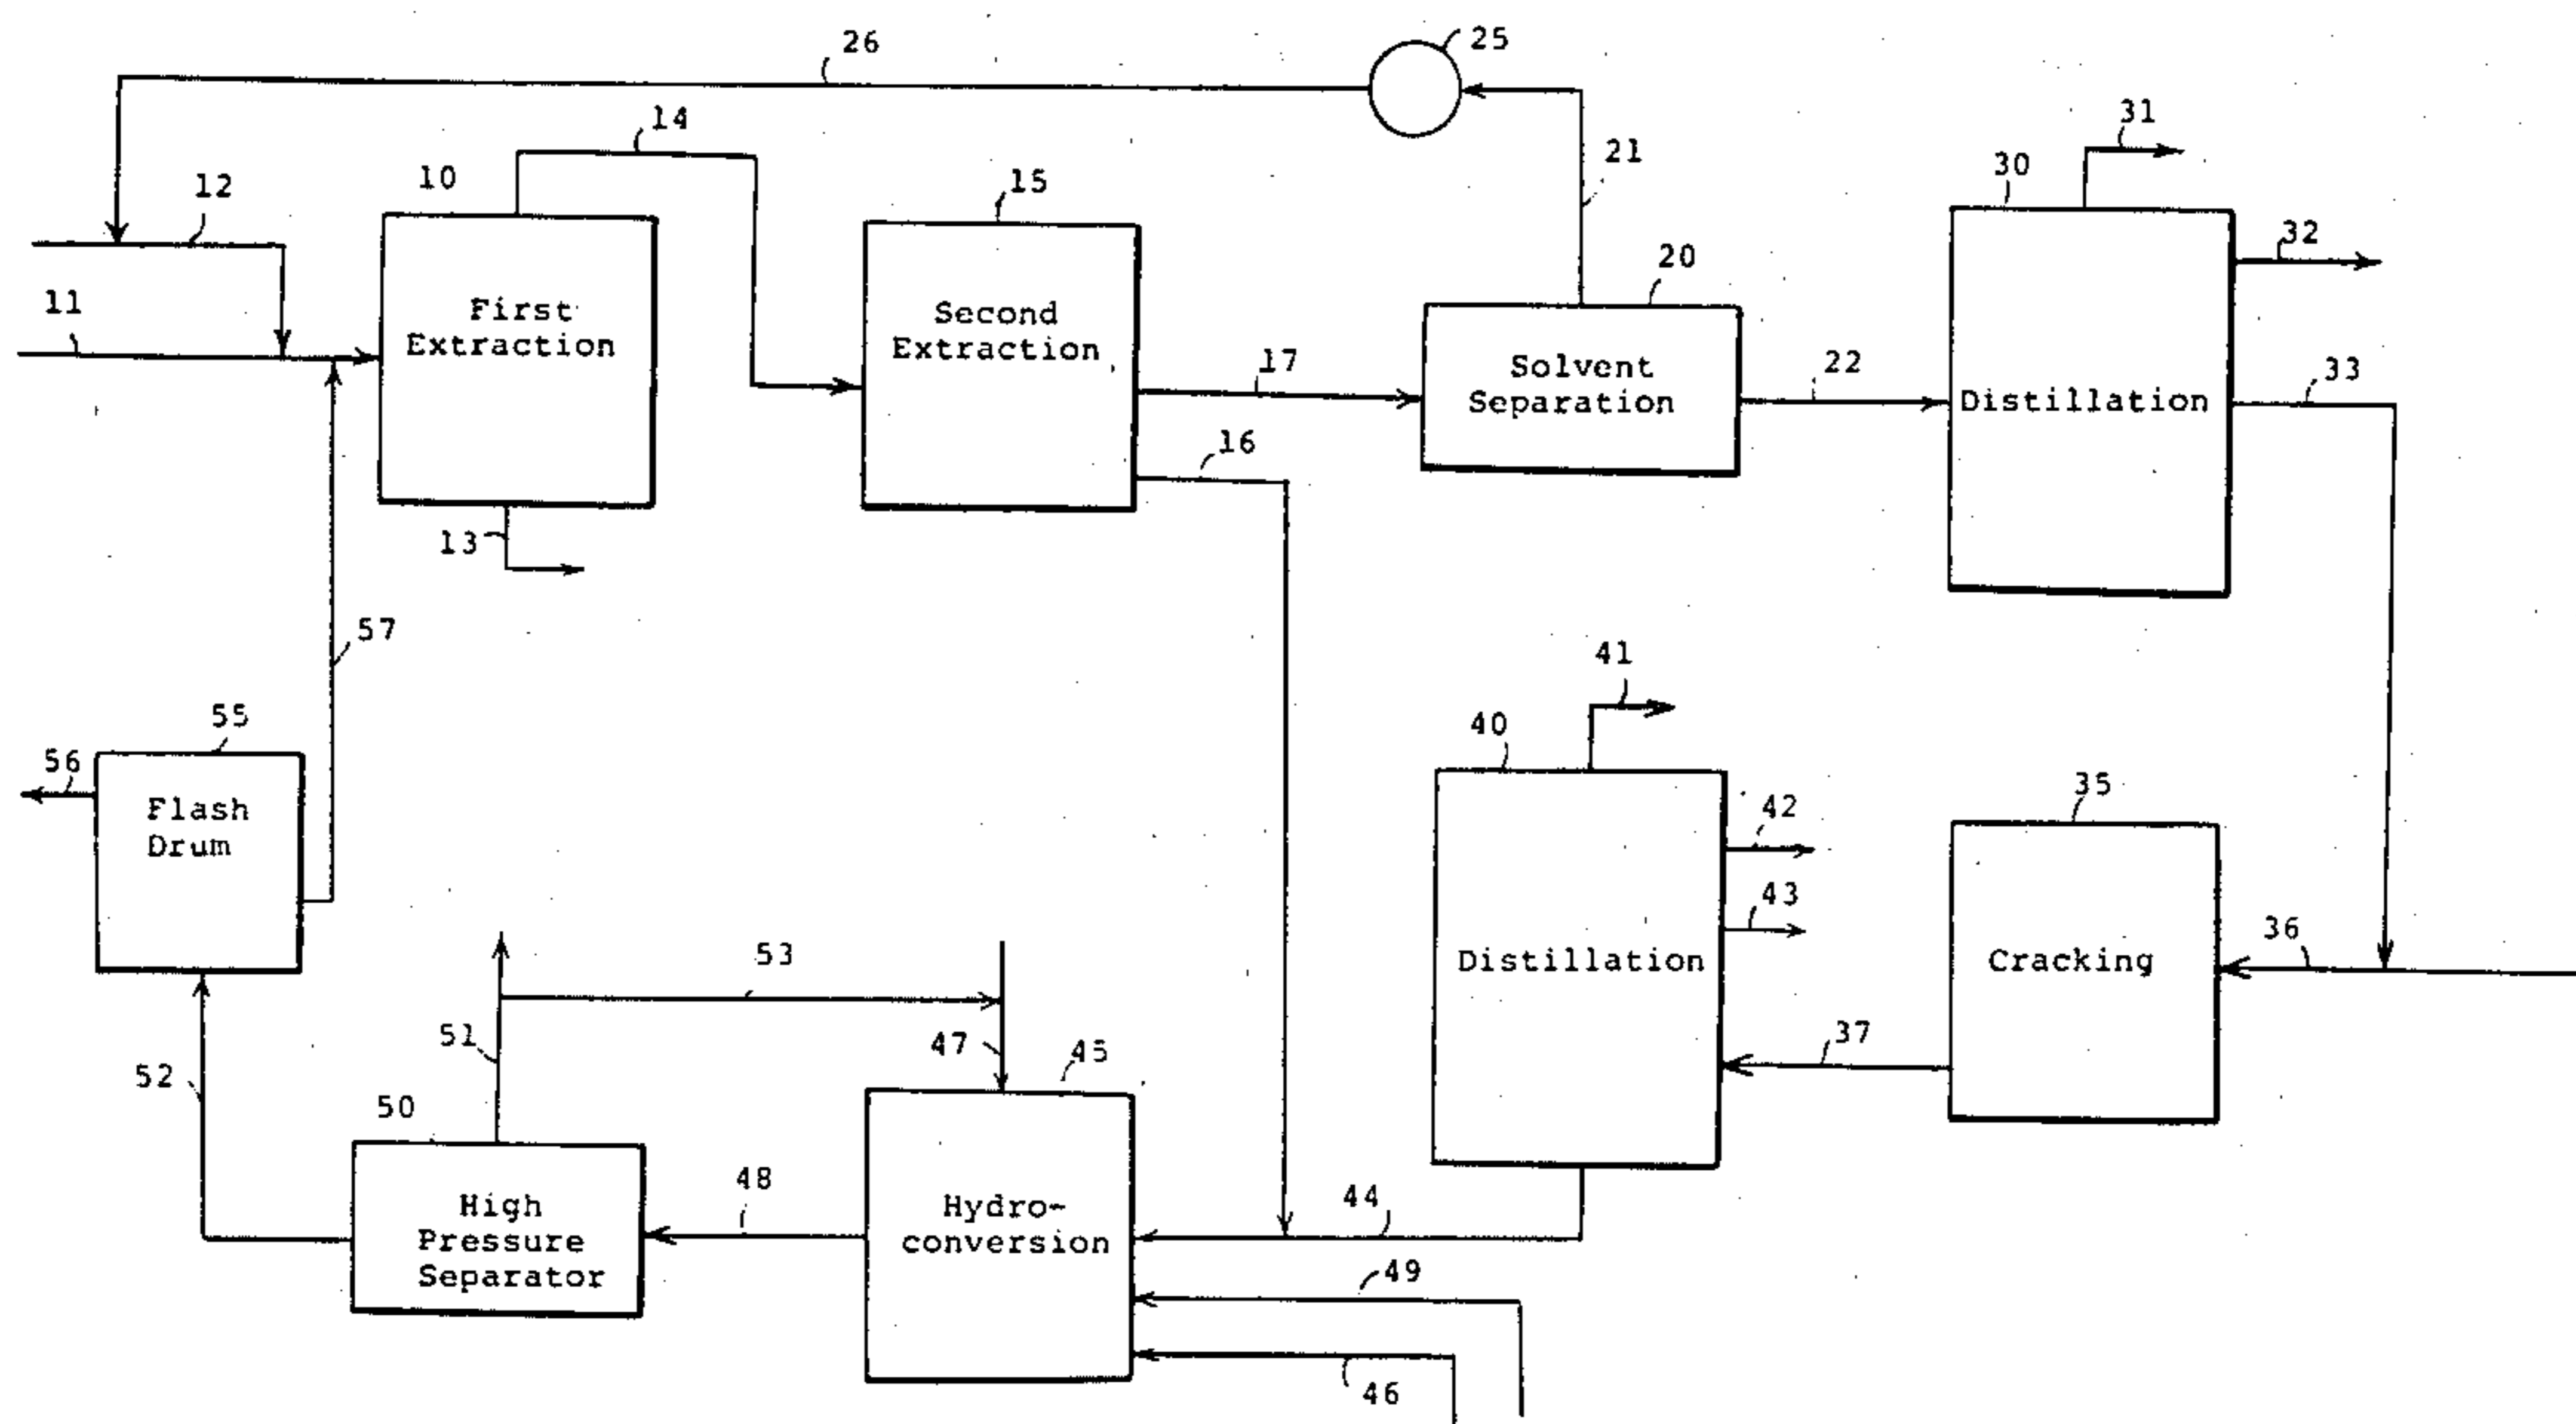 26
25
14
31
12
10
15
21
30
32
20
11
First
Extraction
Second
Extraction
17
Solvent
Separation
22
Distillation
33
16
13
57
41
55
40
56
Flash
Drum
35
42
43
53
Distillation
Cracking
36
51
47
45
37
52
50
48
High
Pressure
Separator
Hydro-
conversion
44
49
46